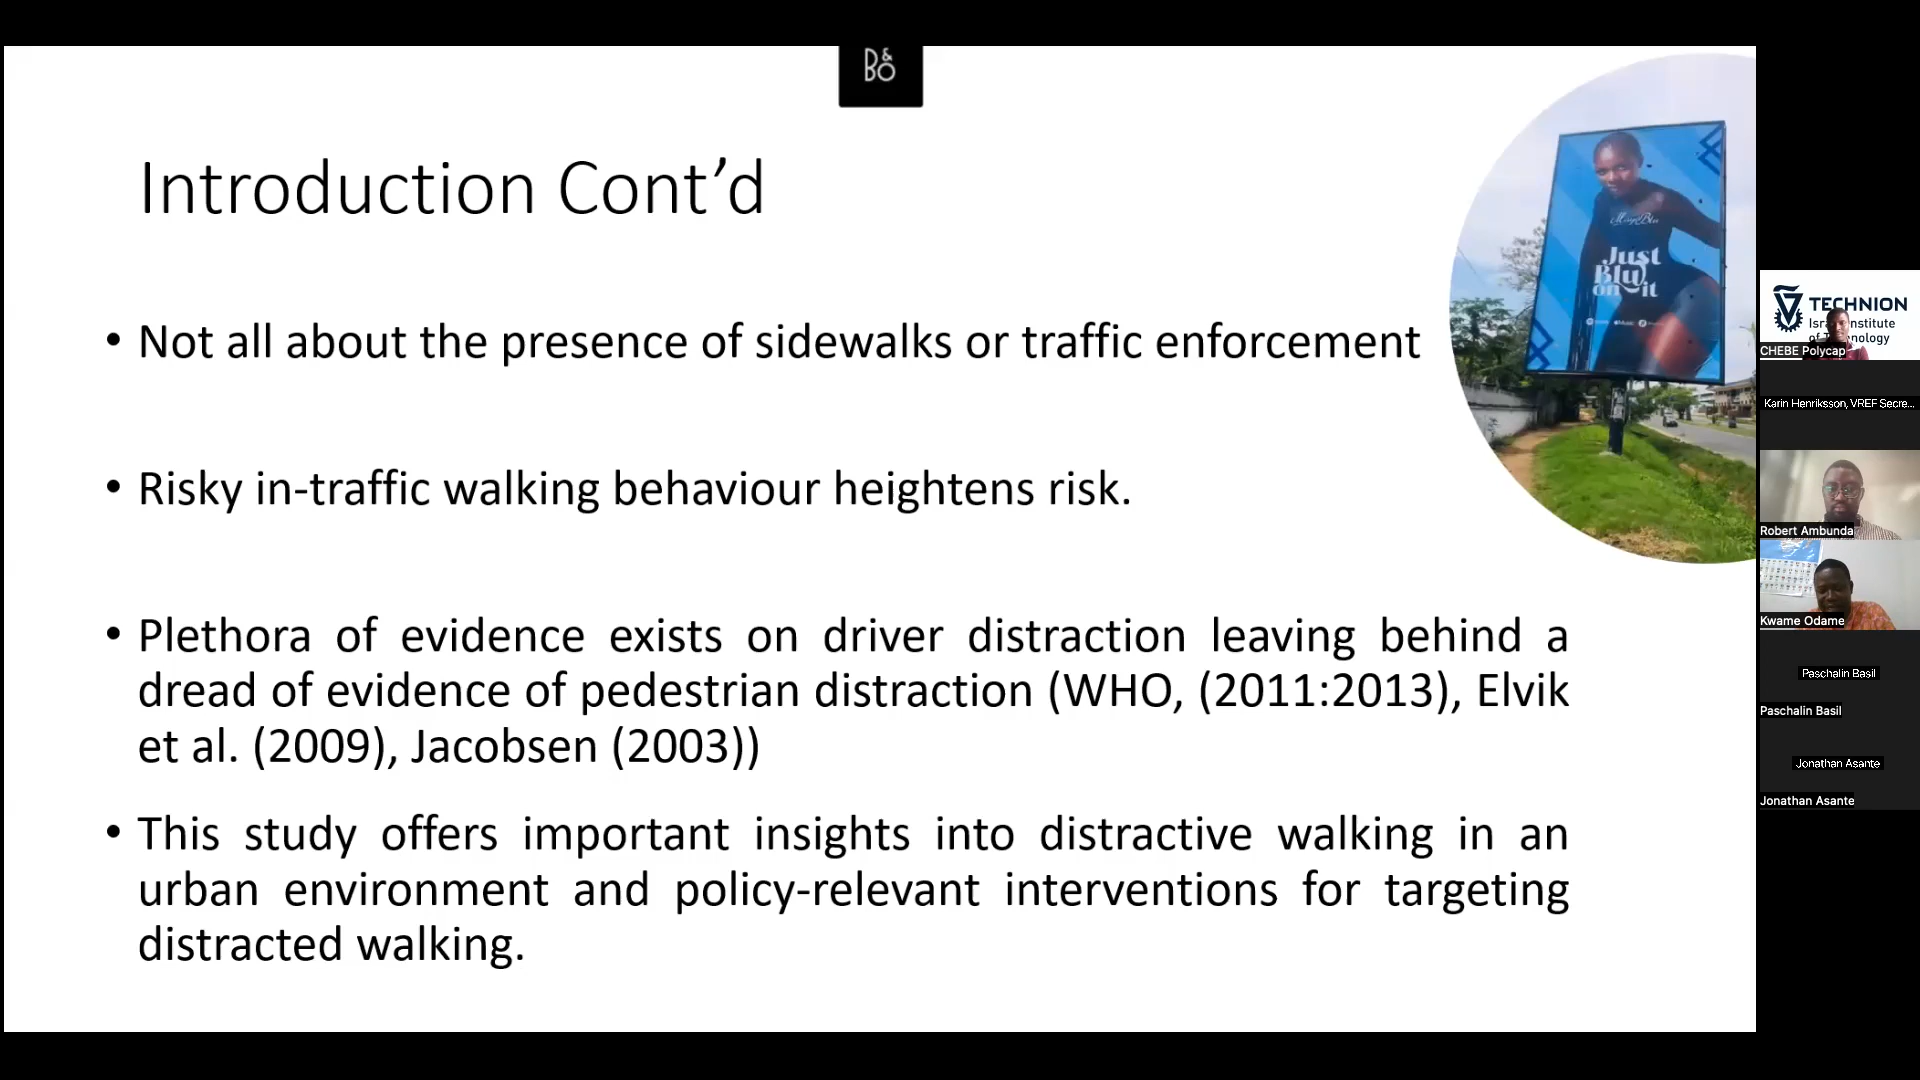 B&O
Introduction Cont’d
• Not all about the presence of sidewalks or traffic enforcement
• Risky in-traffic walking behaviour heightens risk.
• Plethora of evidence exists on driver distraction leaving behind a
dread of evidence of pedestrian distraction (WHO, (2011:2013), Elvik
et al. (2009), Jacobsen (2003))
• This study offers important insights into distractive walking in an
urban environment and policy-relevant interventions for targeting
distracted walking.
Just
Blu
on it
TECHNION
Institute
CHEBE Polycap
Karin Henriksson, VREF Secre...
Robert Ambunda
Kwame Odame
Paschalin Basil
Paschalin Basil
Jonathan Asante
Jonathan Asante